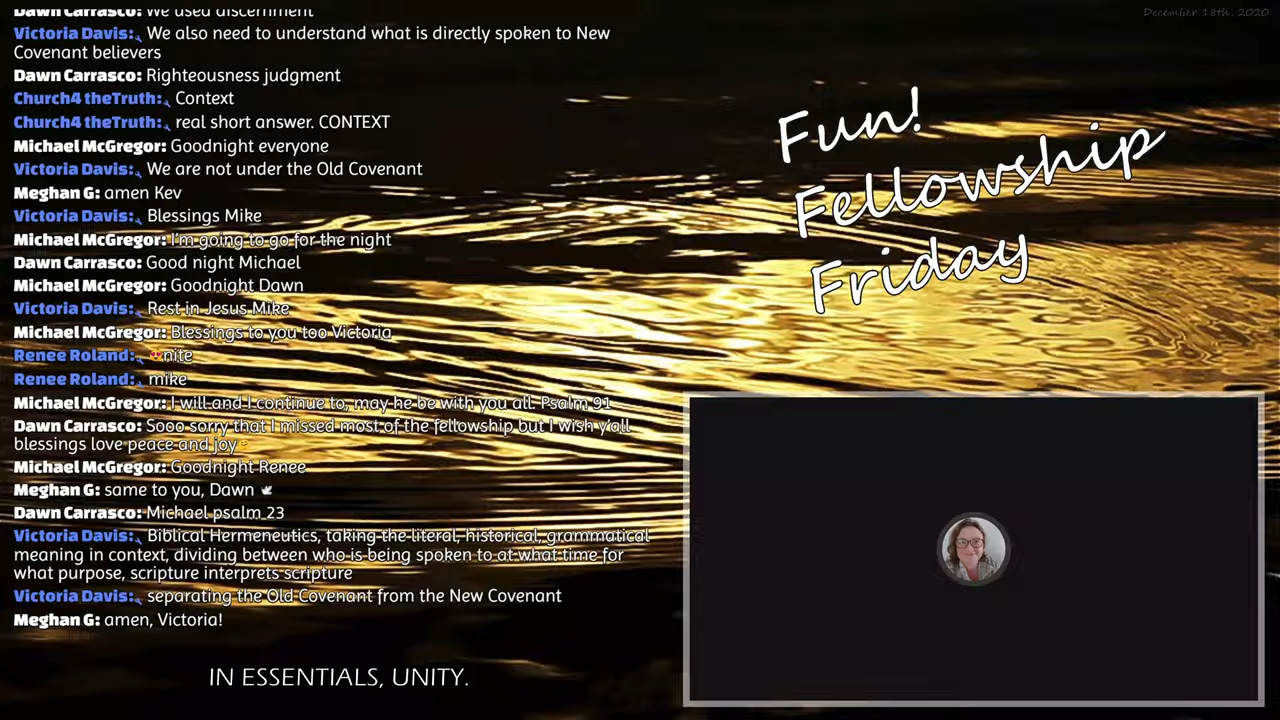 December 18th, 2020
Dawn Carrasco: We used discernment
Victoria Davis: We also need to understand what is directly spoken to New
Covenant believers
Dawn Carrasco: Righteousness judgment
Church4 theTruth: Context
Church4 theTruth: real short answer. CONTEXT
Michael McGregor: Goodnight everyone
Victoria Davis: We are not under the Old Covenant
Meghan G: amen Kev
Victoria Davis: Blessings Mike
Michael McGregor: I'm going to go for the night
Dawn Carrasco: Good night Michael
Michael McGregor: Goodnight Dawn
Victoria Davis: Rest in Jesus Mike
Michael McGregor: Blessings to you too Victoria
Renee Roland: 😍nite
Renee Roland: mike
Michael McGregor: I will and I continue to, may he be with you all. Psalm 91
Dawn Carrasco: Sooo sorry that I missed most of the fellowship but I wish y'all
blessings love peace and joy
Michael McGregor: Goodnight Renee
Meghan G: same to you, Dawn 🕊
Dawn Carrasco: Michael psalm 23
Victoria Davis: Biblical Hermeneutics, taking the literal, historical, grammatical
meaning in context, dividing between who is being spoken to at what time for
what purpose, scripture interprets scripture
Victoria Davis: separating the Old Covenant from the New Covenant
Meghan G: amen, Victoria!
Fun!
Fellowship
Friday
IN ESSENTIALS, UNITY.